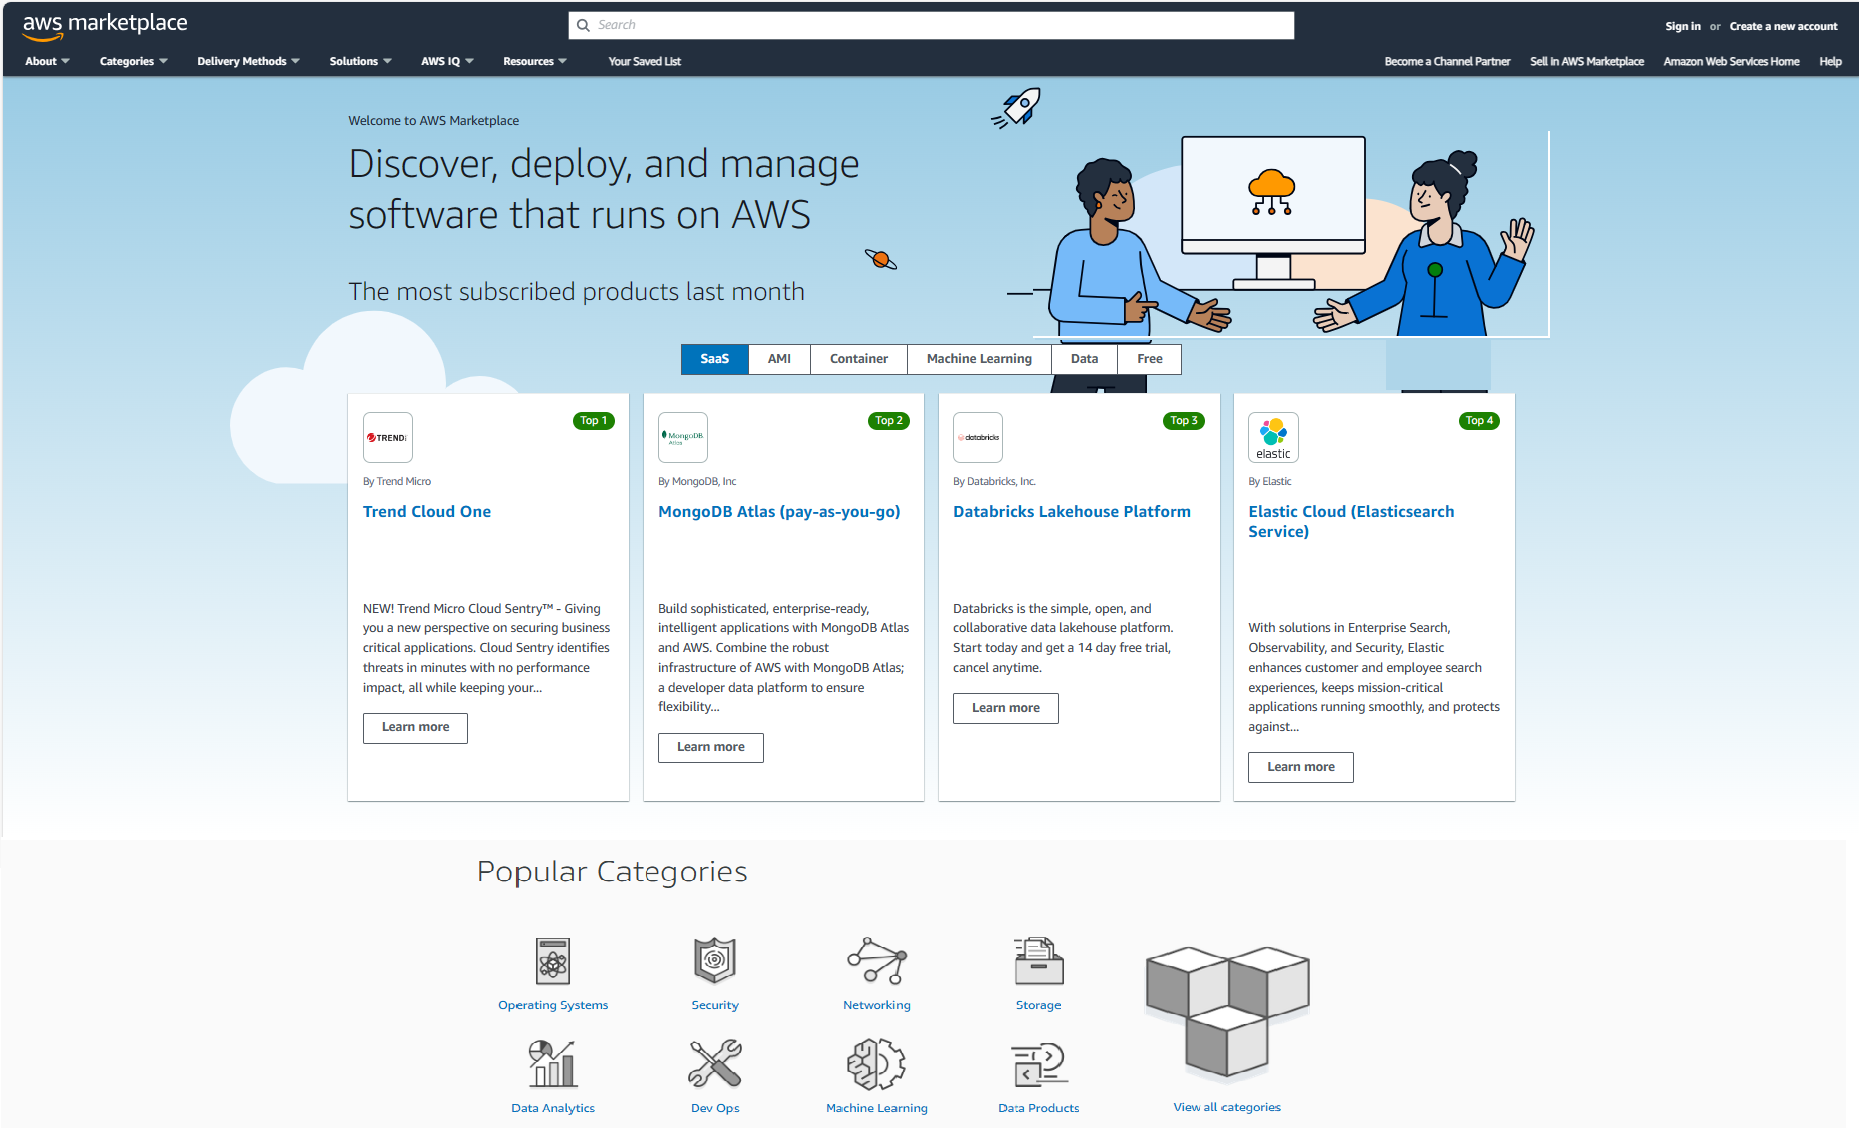 aws marketplace
Search
Sign in or Create a new account
About Categories Delivery Methods Solutions AWS IQ Resources Your Saved List Become a Channel Partner Sell in AWS Marketplace Amazon Web Services Home Help
Welcome to AWS Marketplace
Discover, deploy, and manage
software that runs on AWS
The most subscribed products last month
SaaS AMI Container Machine Learning Data Free
TREND
Top 1
By Trend Micro
Trend Cloud One
NEW! Trend Micro Cloud Sentry™ - Giving
you a new perspective on securing business
critical applications. Cloud Sentry identifies
threats in minutes with no performance
impact, all while keeping your...
Learn more
MongoDB
Atlas
Top 2
By MongoDB, Inc
MongoDB Atlas (pay-as-you-go)
Build sophisticated, enterprise-ready,
intelligent applications with MongoDB Atlas
and AWS. Combine the robust
infrastructure of AWS with MongoDB Atlas;
a developer data platform to ensure
flexibility...
Learn more
databricks
Top 3
By Databricks, Inc.
Databricks Lakehouse Platform
Databricks is the simple, open, and
collaborative data lakehouse platform.
Start today and get a 14 day free trial,
cancel anytime.
Learn more
elastic
Top 4
By Elastic
Elastic Cloud (Elasticsearch
Service)
With solutions in Enterprise Search,
Observability, and Security, Elastic
enhances customer and employee search
experiences, keeps mission-critical
applications running smoothly, and protects
against...
Learn more
Popular Categories
Operating Systems
Security
Networking
Storage
Data Analytics
Dev Ops
Machine Learning
Data Products
View all categories